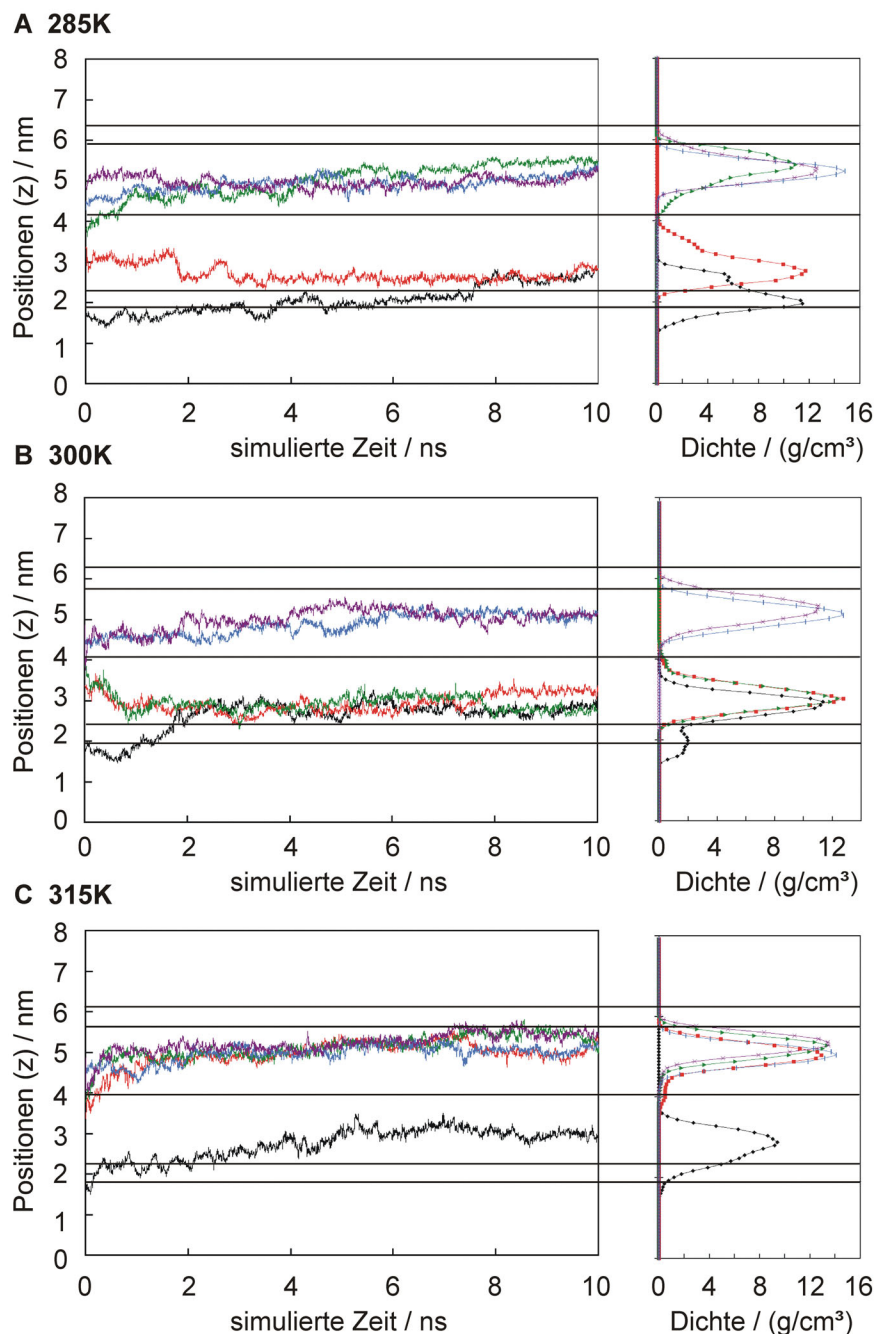 A 285K
8
7
6
5
4
3
2
1
0
Positionen (z) / nm
0 2 4 6 8 10
simulierte Zeit / ns
0 4 8 12 16
Dichte / (g/cm³)
B 300K
8
7
6
5
4
3
2
1
0
Positionen (z) / nm
0 2 4 6 8 10
simulierte Zeit / ns
0 4 8 12
Dichte / (g/cm³)
C 315K
8
7
6
5
4
3
2
1
0
Positionen (z) / nm
0 2 4 6 8 10
simulierte Zeit / ns
0 4 8 12 16
Dichte / (g/cm³)